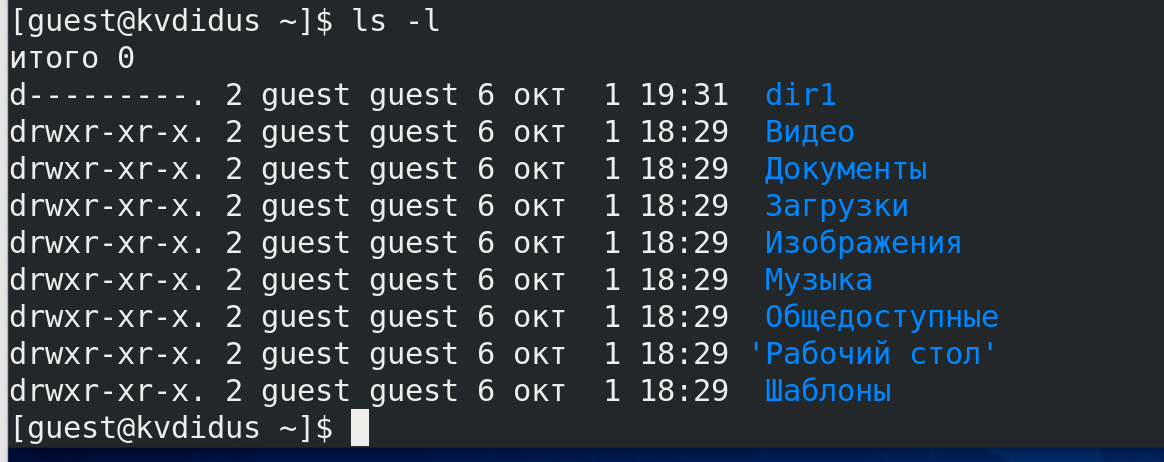 [guest@kvdidus ~]$ ls -l
итого 0
d---------. 2 guest guest 6 окт  1 19:31  dir1
drwxr-xr-x. 2 guest guest 6 окт  1 18:29  Видео
drwxr-xr-x. 2 guest guest 6 окт  1 18:29  Документы
drwxr-xr-x. 2 guest guest 6 окт  1 18:29  Загрузки
drwxr-xr-x. 2 guest guest 6 окт  1 18:29  Изображения
drwxr-xr-x. 2 guest guest 6 окт  1 18:29  Музыка
drwxr-xr-x. 2 guest guest 6 окт  1 18:29  Общедоступные
drwxr-xr-x. 2 guest guest 6 окт  1 18:29 'Рабочий стол'
drwxr-xr-x. 2 guest guest 6 окт  1 18:29  Шаблоны
[guest@kvdidus ~]$